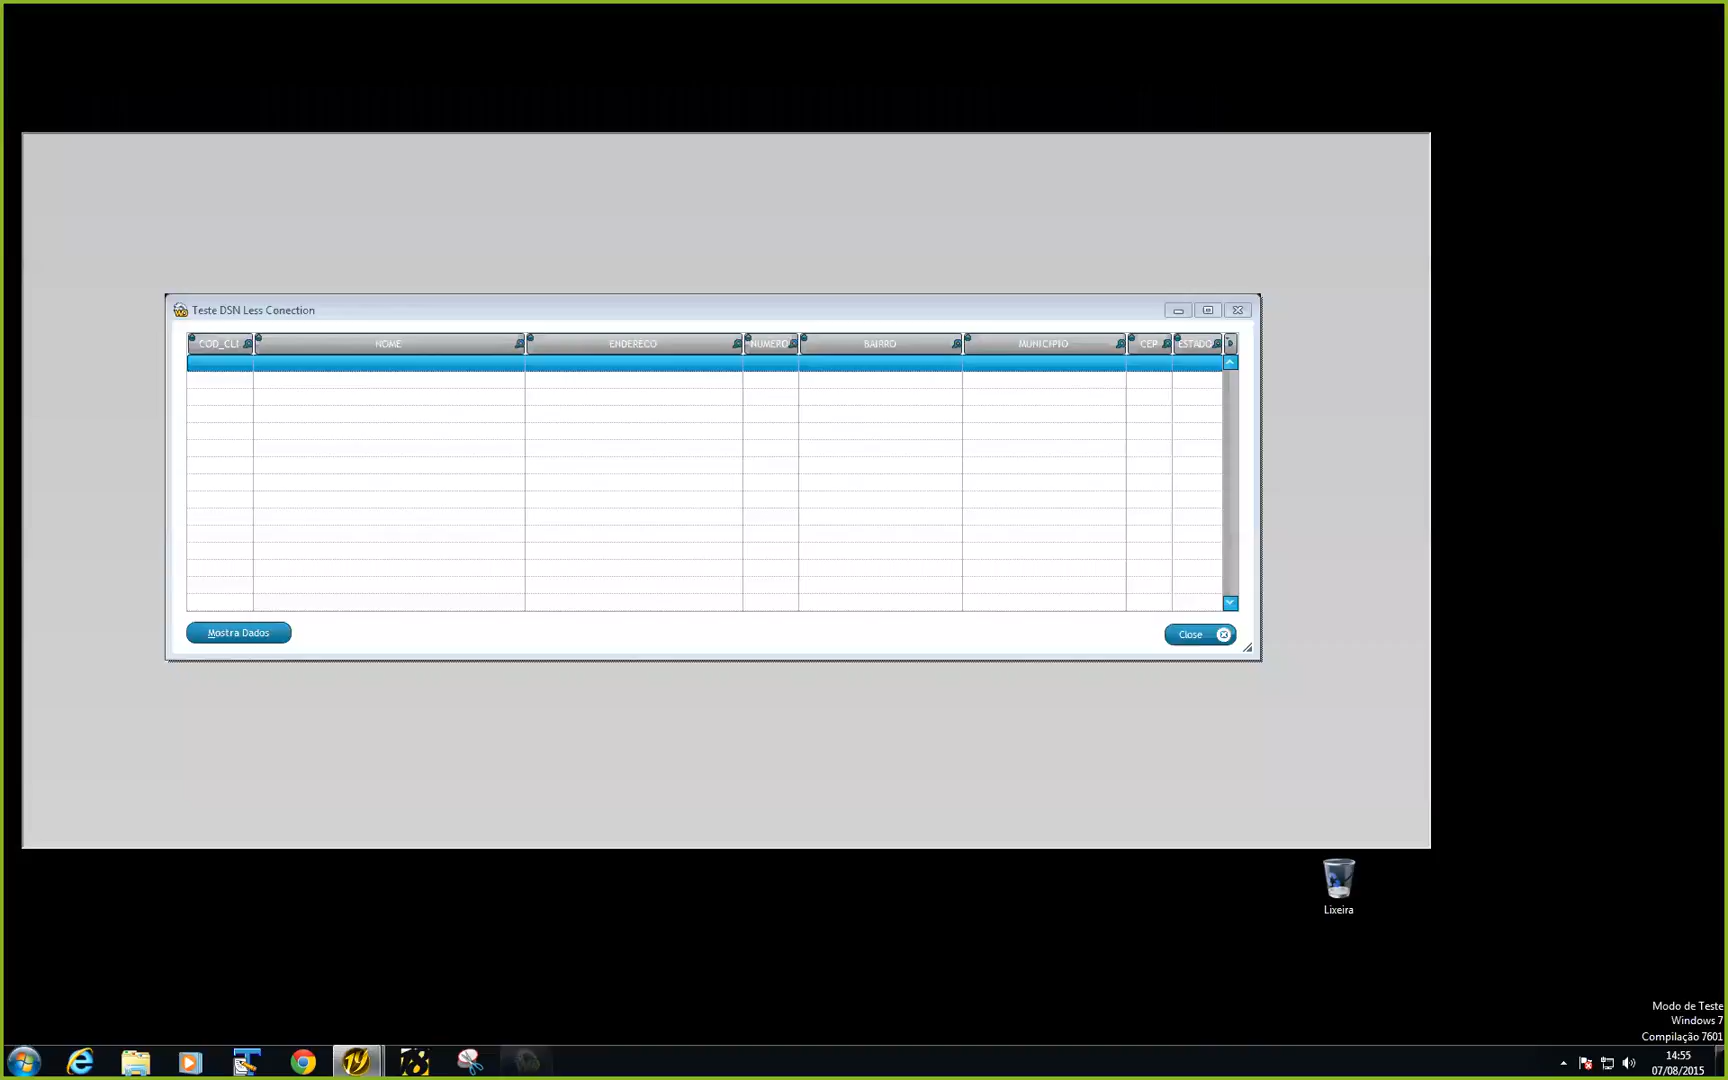 Teste DSN Less Conection
COD_CLI NOME ENDERECO NUMERO BAIRRO MUNICIPIO CEP ESTADO
Mostra Dados
Close
Lixeira
Modo de Teste
Windows 7
Compilação 7601
14:55
07/08/2015